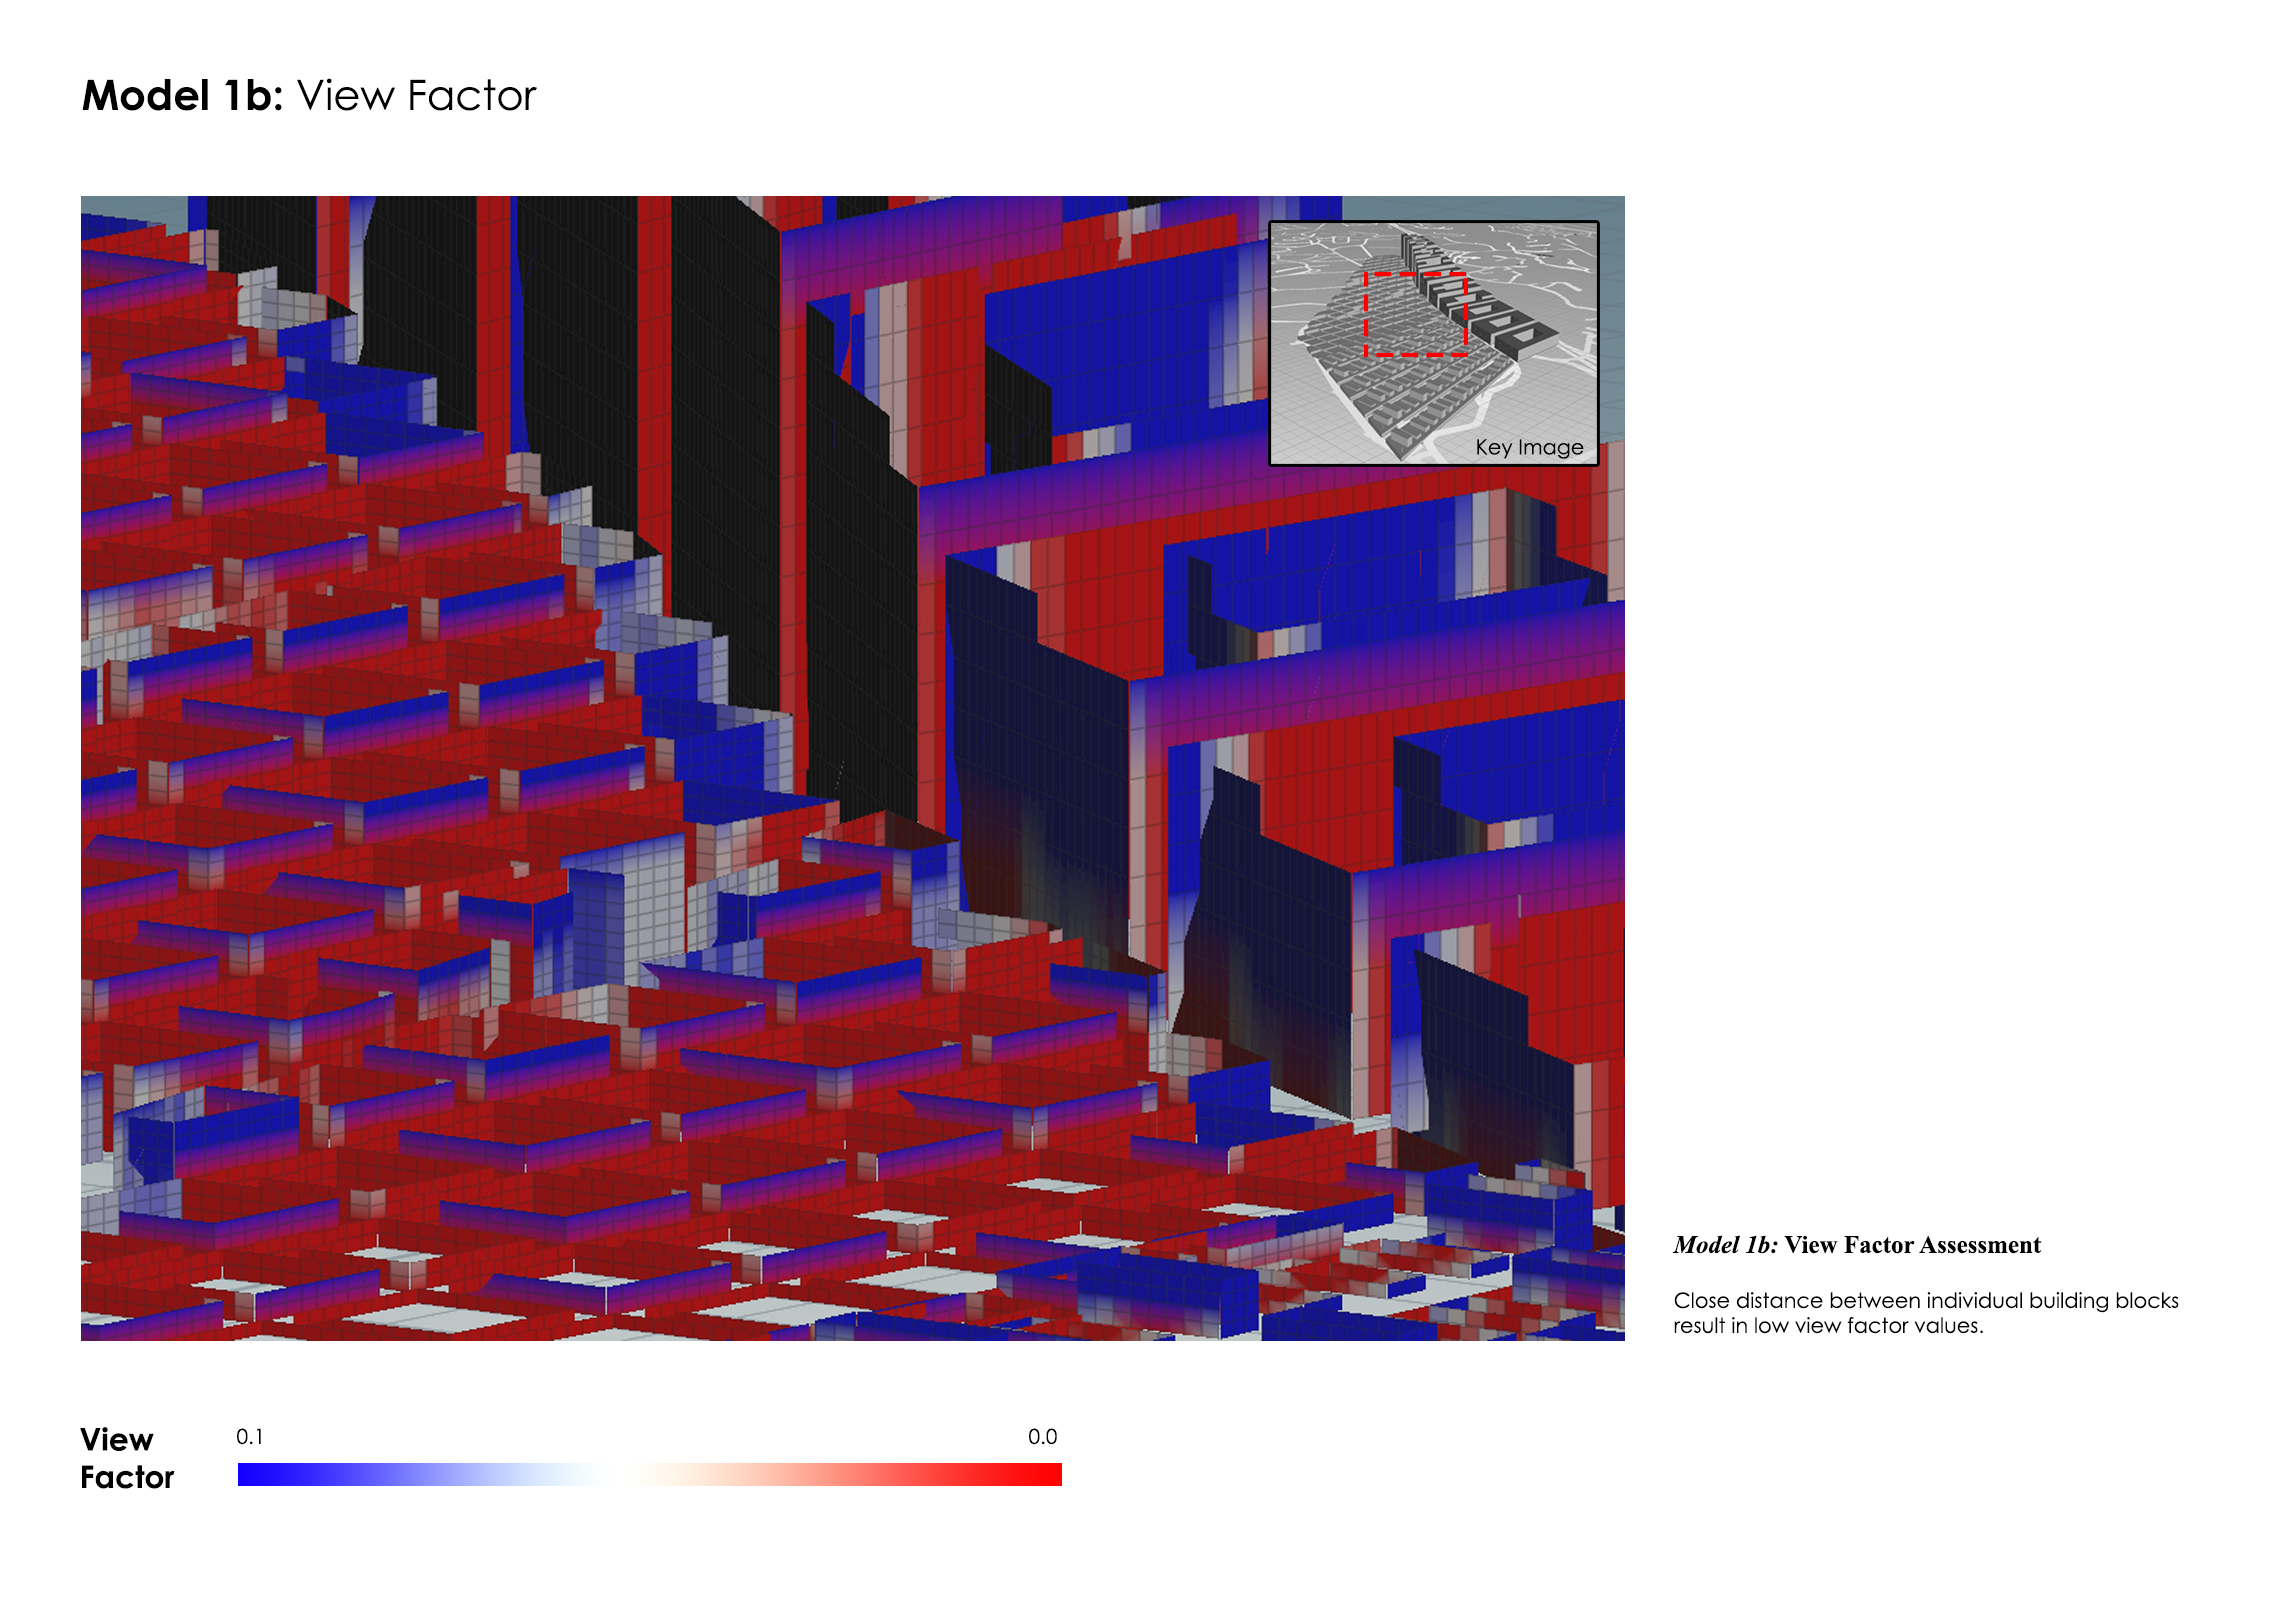 Model 1b: View Factor
Key Image
Model 1b: View Factor Assessment
Close distance between individual building blocks
result in low view factor values.
View
Factor
0.1
0.0